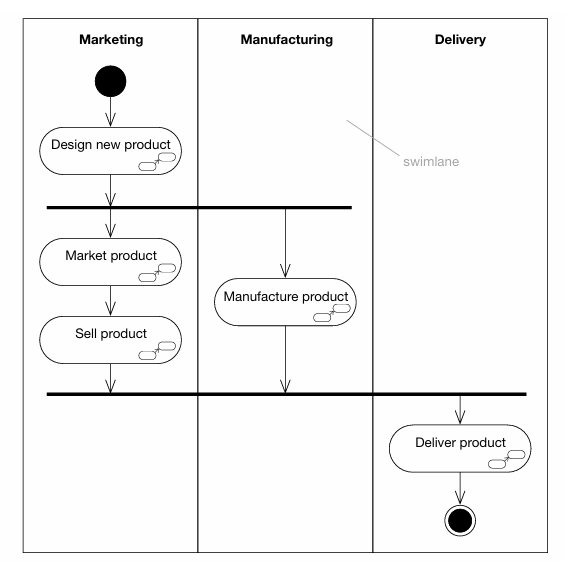 Marketing
Manufacturing
Delivery
Design new product
swimlane
Market product
Manufacture product
Sell product
Deliver product